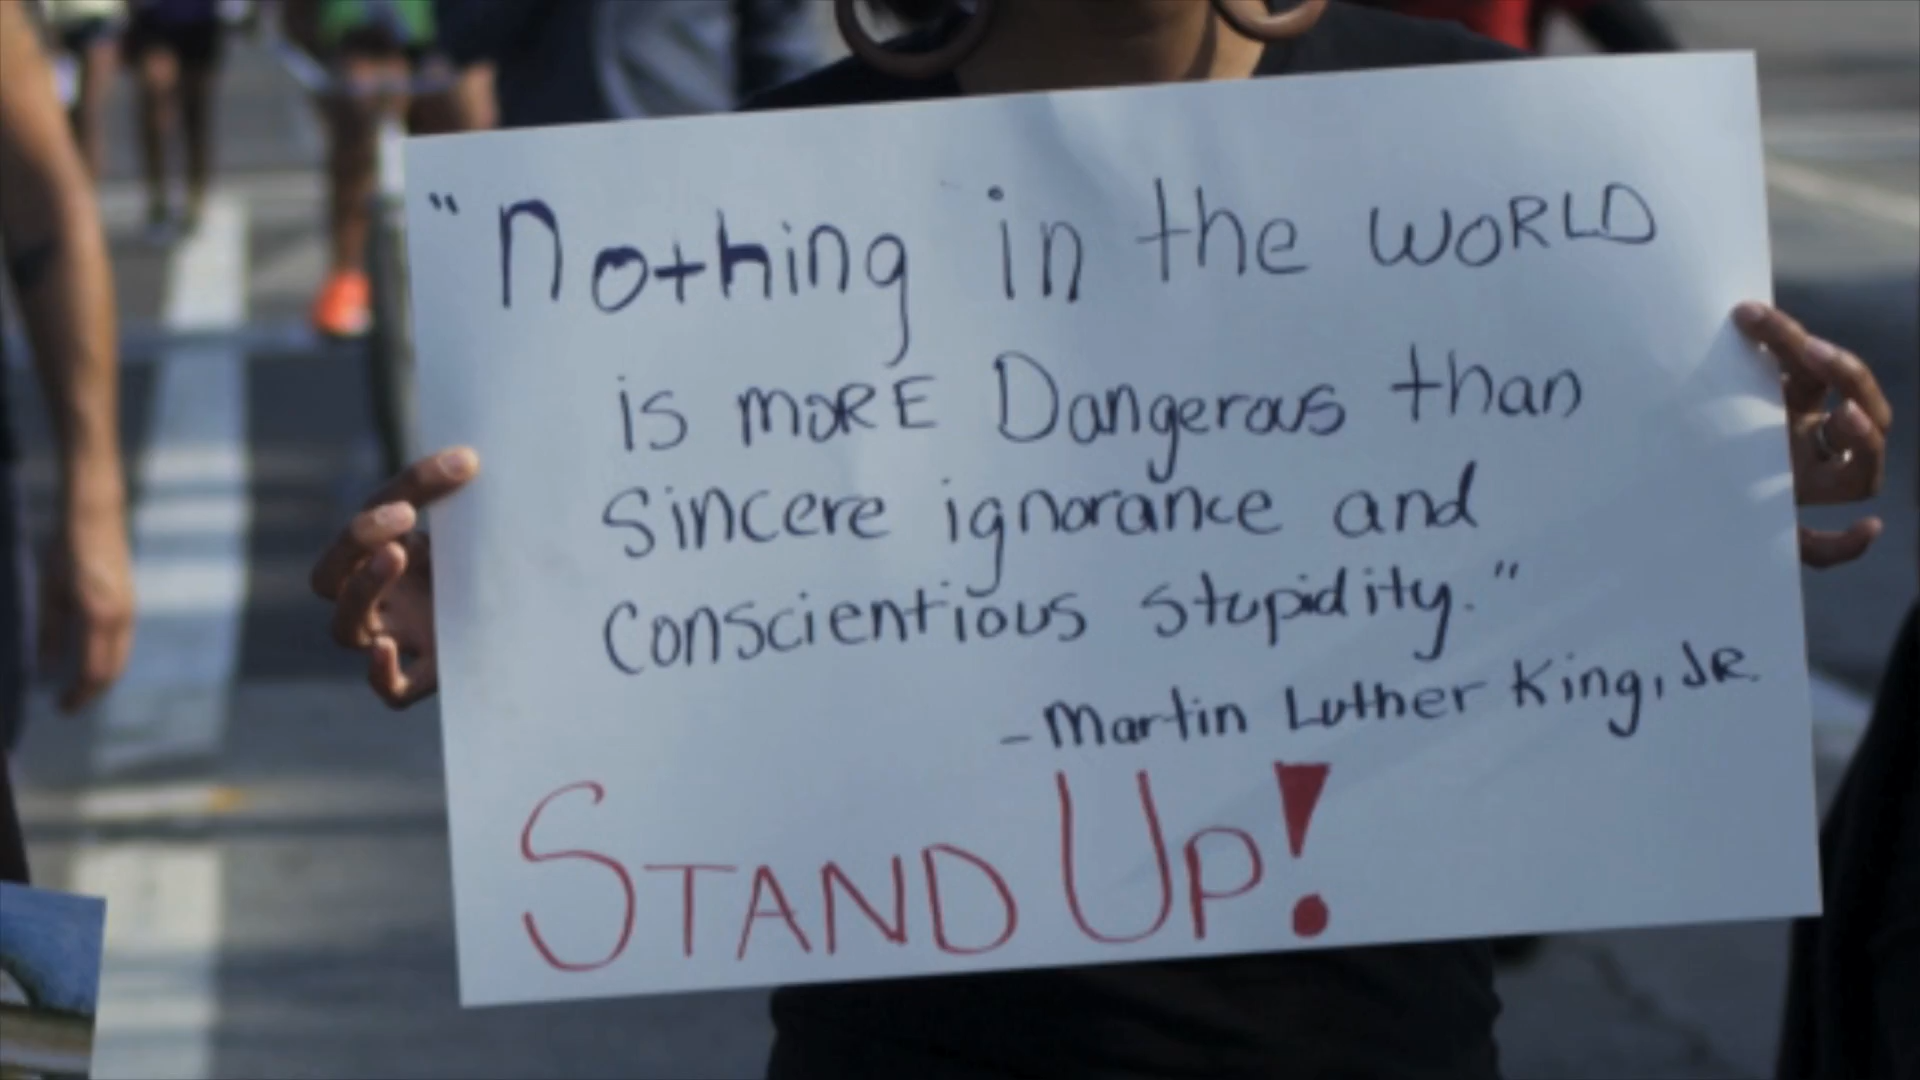 "Nothing in the WORLD
is moRE Dangerous than
Sincere ignorance and
Conscientious stupidity."
- Martin Luther King, JR.
STAND UP!